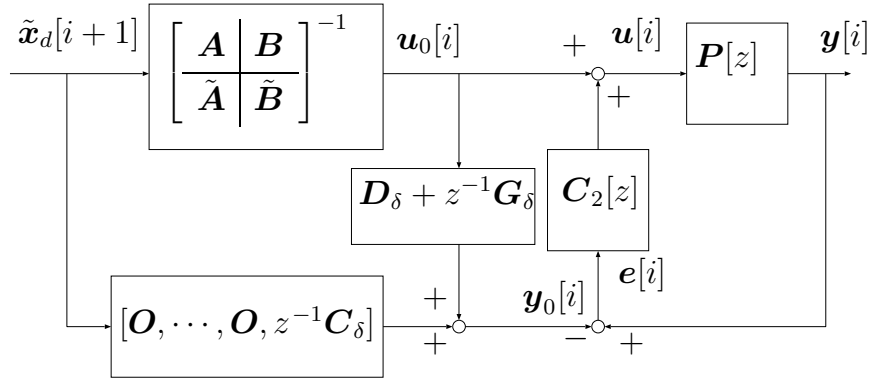 x̃_d[i + 1]
[ A | B ; Ã | B̃ ]^{−1}
u_0[i]
+
u[i]
P[z]
y[i]
+
D_δ + z^{−1}G_δ
C_2[z]
e[i]
[O, ⋯, O, z^{−1}C_δ]
+
+
y_0[i]
−
+